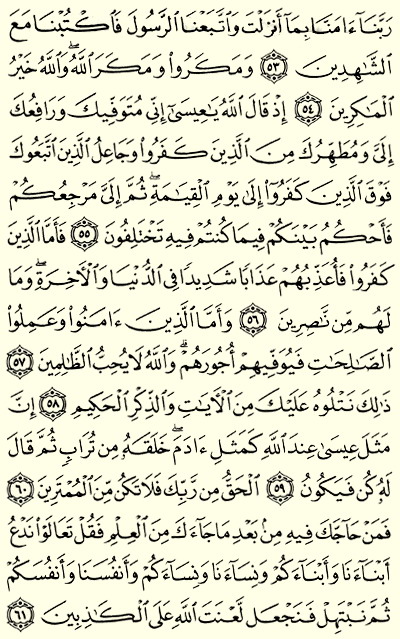 رَبَّنَآ ءَامَنَّا بِمَآ أَنزَلْتَ وَٱتَّبَعْنَا ٱلرَّسُولَ فَٱكْتُبْنَا مَعَ
ٱلشَّـٰهِدِينَ ٥٣ وَمَكَرُوا۟ وَمَكَرَ ٱللَّهُ ۖ وَٱللَّهُ خَيْرُ
ٱلْمَـٰكِرِينَ ٥٤ إِذْ قَالَ ٱللَّهُ يَـٰعِيسَىٰٓ إِنِّى مُتَوَفِّيكَ وَرَافِعُكَ
إِلَىَّ وَمُطَهِّرُكَ مِنَ ٱلَّذِينَ كَفَرُوا۟ وَجَاعِلُ ٱلَّذِينَ ٱتَّبَعُوكَ
فَوْقَ ٱلَّذِينَ كَفَرُوٓا۟ إِلَىٰ يَوْمِ ٱلْقِيَـٰمَةِ ۖ ثُمَّ إِلَىَّ مَرْجِعُكُمْ
فَأَحْكُمُ بَيْنَكُمْ فِيمَا كُنتُمْ فِيهِ تَخْتَلِفُونَ ٥٥ فَأَمَّا ٱلَّذِينَ
كَفَرُوا۟ فَأُعَذِّبُهُمْ عَذَابًا شَدِيدًا فِى ٱلدُّنْيَا وَٱلْـَٔاخِرَةِ ۖ وَمَا
لَهُم مِّن نَّـٰصِرِينَ ٥٦ وَأَمَّا ٱلَّذِينَ ءَامَنُوا۟ وَعَمِلُوا۟
ٱلصَّـٰلِحَـٰتِ فَيُوَفِّيهِمْ أُجُورَهُمْ ۗ وَٱللَّهُ لَا يُحِبُّ ٱلظَّـٰلِمِينَ ٥٧
ذَٰلِكَ نَتْلُوهُ عَلَيْكَ مِنَ ٱلْـَٔايَـٰتِ وَٱلذِّكْرِ ٱلْحَكِيمِ ٥٨ إِنَّ
مَثَلَ عِيسَىٰ عِندَ ٱللَّهِ كَمَثَلِ ءَادَمَ ۖ خَلَقَهُۥ مِن تُرَابٍ ثُمَّ قَالَ
لَهُۥ كُن فَيَكُونُ ٥٩ ٱلْحَقُّ مِن رَّبِّكَ فَلَا تَكُن مِّنَ ٱلْمُمْتَرِينَ ٦٠
فَمَنْ حَآجَّكَ فِيهِ مِنۢ بَعْدِ مَا جَآءَكَ مِنَ ٱلْعِلْمِ فَقُلْ تَعَالَوْا۟ نَدْعُ
أَبْنَآءَنَا وَأَبْنَآءَكُمْ وَنِسَآءَنَا وَنِسَآءَكُمْ وَأَنفُسَنَا وَأَنفُسَكُمْ
ثُمَّ نَبْتَهِلْ فَنَجْعَل لَّعْنَتَ ٱللَّهِ عَلَى ٱلْكَـٰذِبِينَ ٦١